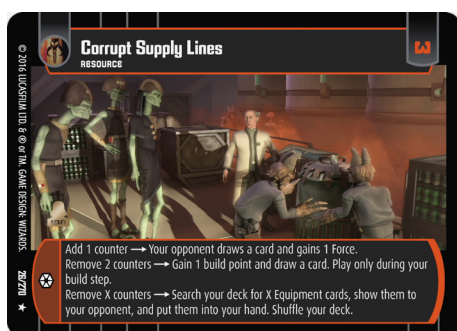 Corrupt Supply Lines
RESOURCE
3
© 2016 LUCASFILM LTD. & ® or TM. GAME DESIGN: WIZARDS.
26/270
Add 1 counter → Your opponent draws a card and gains 1 Force.
Remove 2 counters → Gain 1 build point and draw a card. Play only during your
build step.
Remove X counters → Search your deck for X Equipment cards, show them to
your opponent, and put them into your hand. Shuffle your deck.